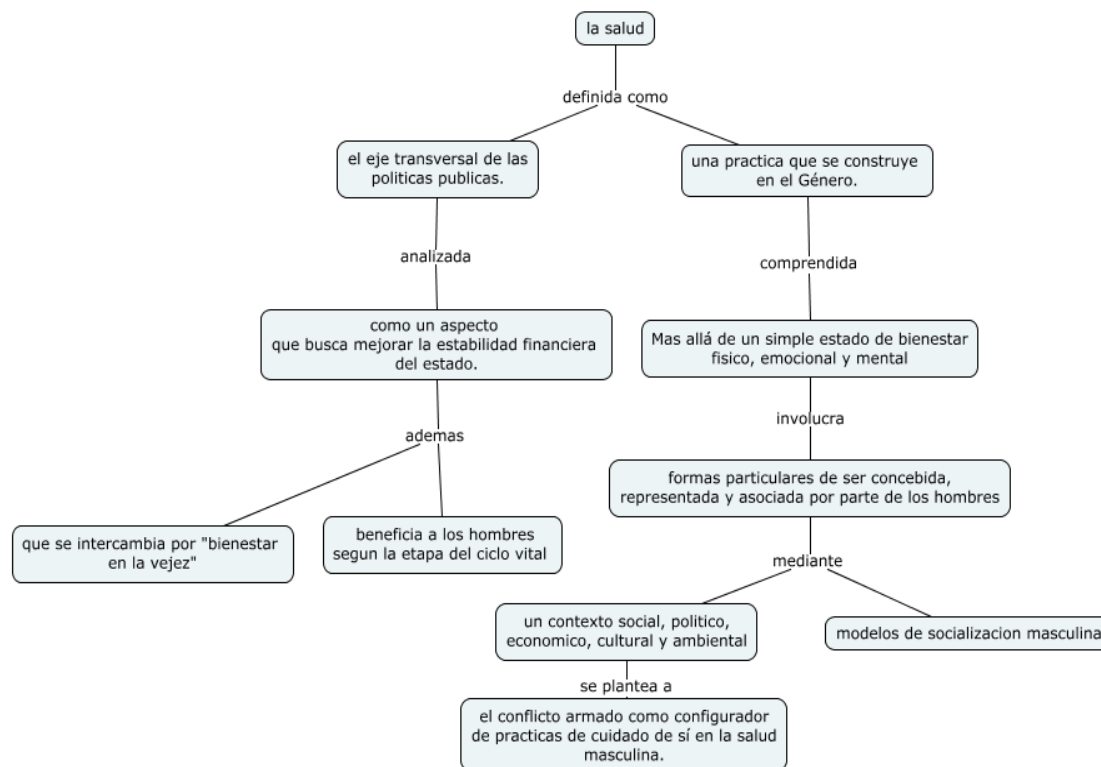 la salud
definida como
el eje transversal de las
politicas publicas.
una practica que se construye
en el Género.
analizada
comprendida
como un aspecto
que busca mejorar la estabilidad financiera
del estado.
Mas allá de un simple estado de bienestar
fisico, emocional y mental
ademas
involucra
formas particulares de ser concebida,
representada y asociada por parte de los hombres
que se intercambia por "bienestar
en la vejez"
beneficia a los hombres
segun la etapa del ciclo vital
mediante
un contexto social, politico,
economico, cultural y ambiental
modelos de socializacion masculina
se plantea a
el conflicto armado como configurador
de practicas de cuidado de sí en la salud
masculina.